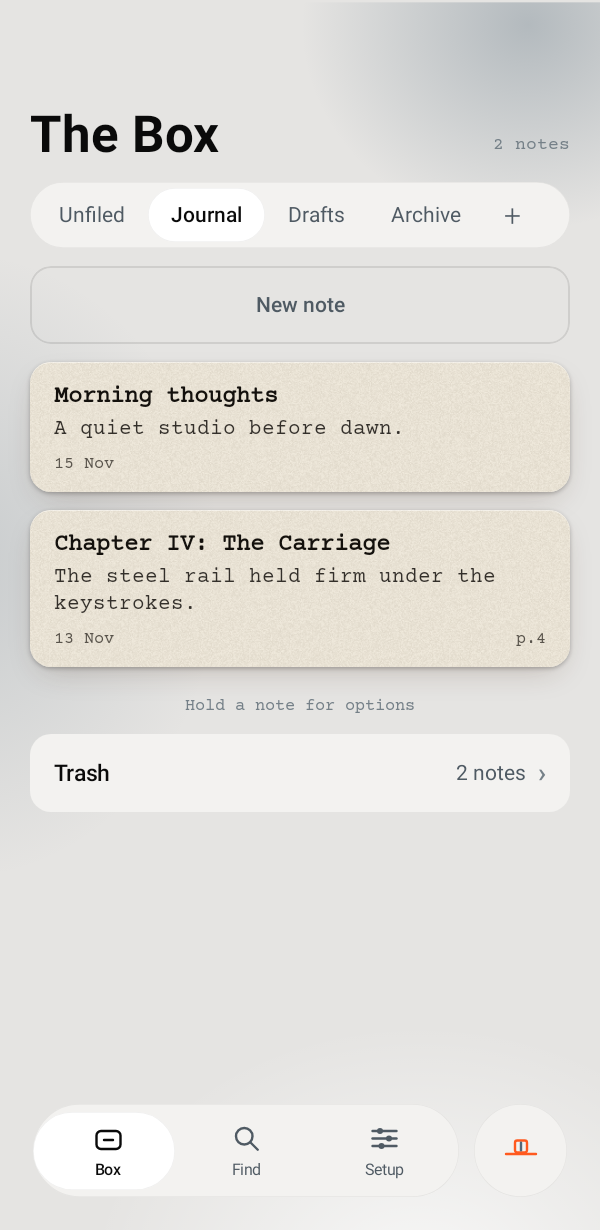 The Box
2 notes
Unfiled Journal Drafts Archive +
New note
Morning thoughts
A quiet studio before dawn.
15 Nov
Chapter IV: The Carriage
The steel rail held firm under the
keystrokes.
13 Nov p.4
Hold a note for options
Trash 2 notes ›
Box Find Setup